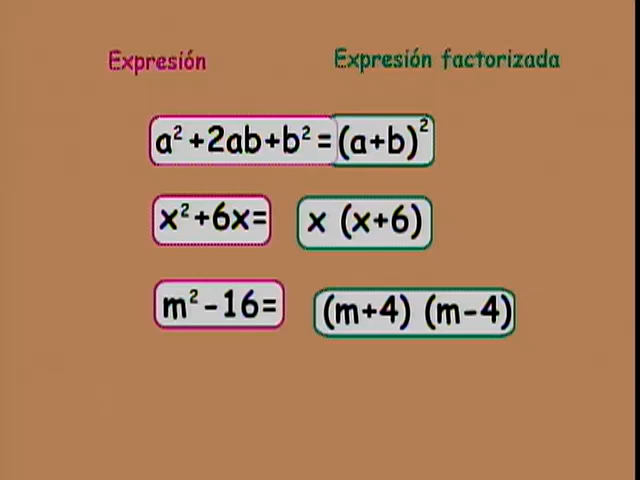 Expresión Expresión factorizada
a²+2ab+b²= (a+b)²
x²+6x= x (x+6)
m²-16= (m+4) (m-4)